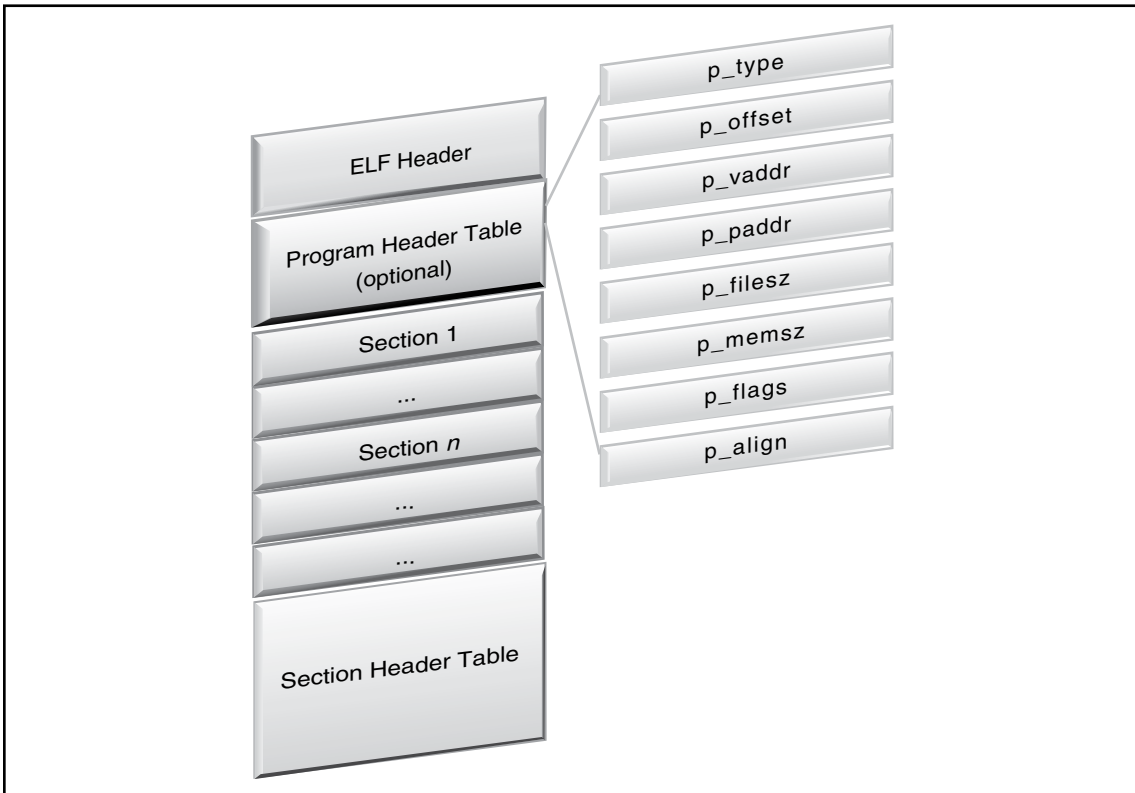 ELF Header
Program Header Table
(optional)
Section 1
...
Section n
...
...
Section Header Table
p_type
p_offset
p_vaddr
p_paddr
p_filesz
p_memsz
p_flags
p_align